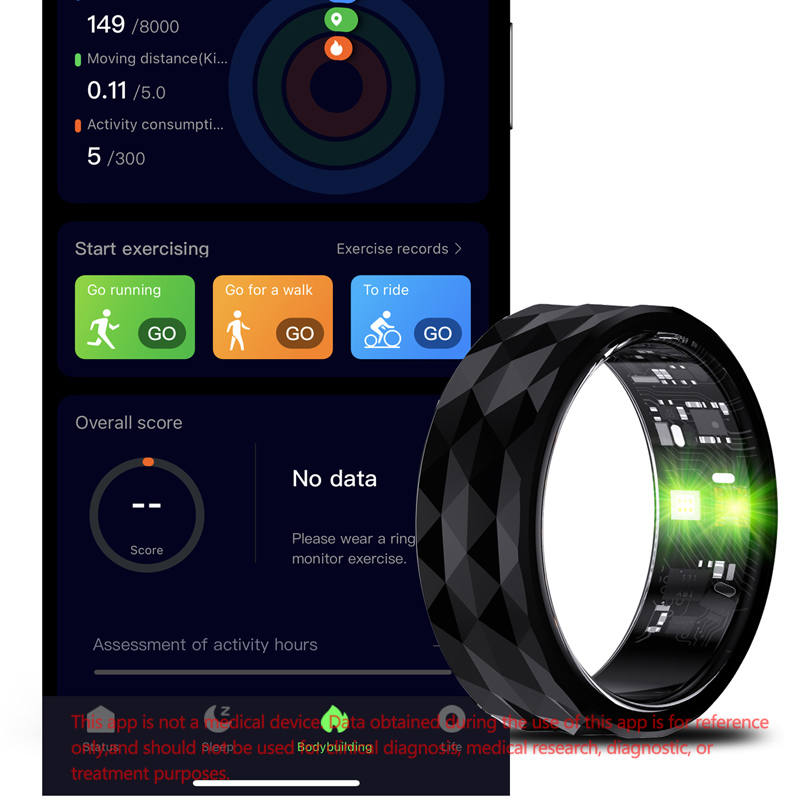 149 /8000
Moving distance(Ki...
0.11 /5.0
Activity consumpti...
5 /300
Start exercising
Exercise records >
Go running
GO
Go for a walk
GO
To ride
GO
Overall score
--
Score
No data
Please wear a ring
monitor exercise.
Assessment of activity hours
Status
Sleep
Bodybuilding
Life
This app is not a medical device. Data obtained during the use of this app is for reference
only,and should not be used for clinical diagnosis, medical research, diagnostic, or
treatment purposes.